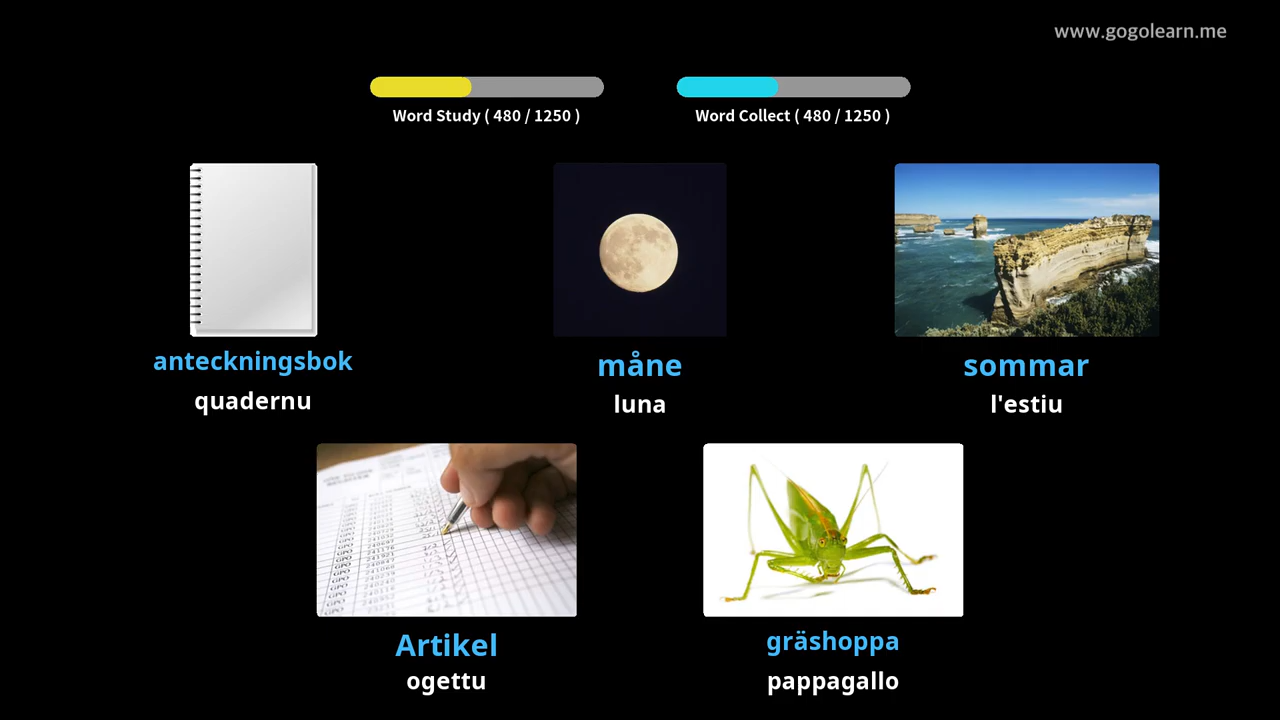 www.gogolearn.me
Word Study ( 480 / 1250 )
Word Collect ( 480 / 1250 )
anteckningsbok
quadernu
måne
luna
sommar
l'estiu
Artikel
ogettu
gräshoppa
pappagallo